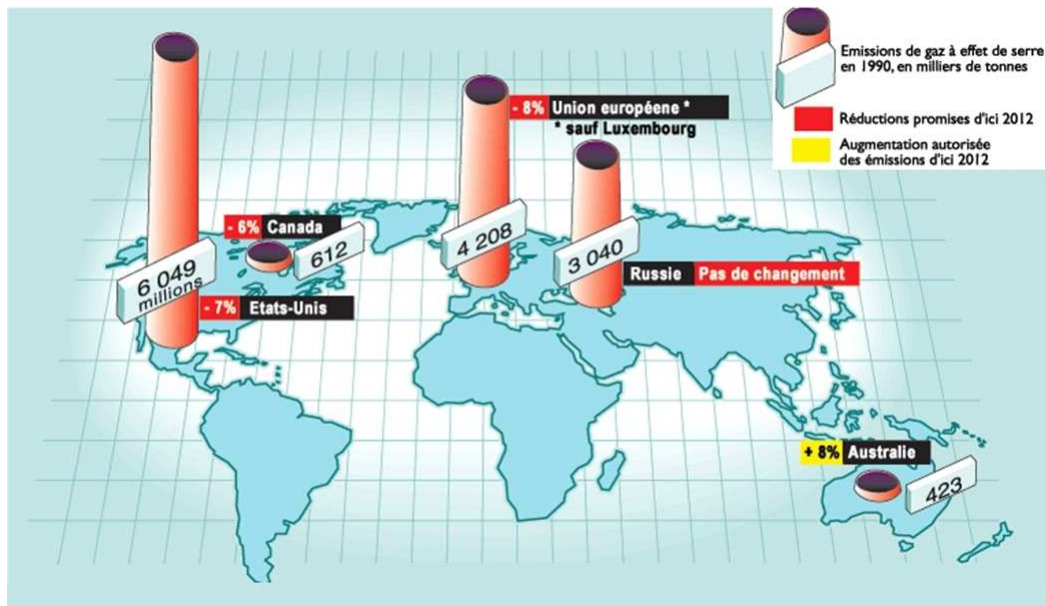 Emissions de gaz à effet de serre
en 1990, en milliers de tonnes
Réductions promises d'ici 2012
Augmentation autorisée
des émissions d'ici 2012
- 8% Union européene *
* sauf Luxembourg
- 6% Canada
612
4 208
3 040
6 049
millions
Russie Pas de changement
- 7% Etats-Unis
+ 8% Australie
423